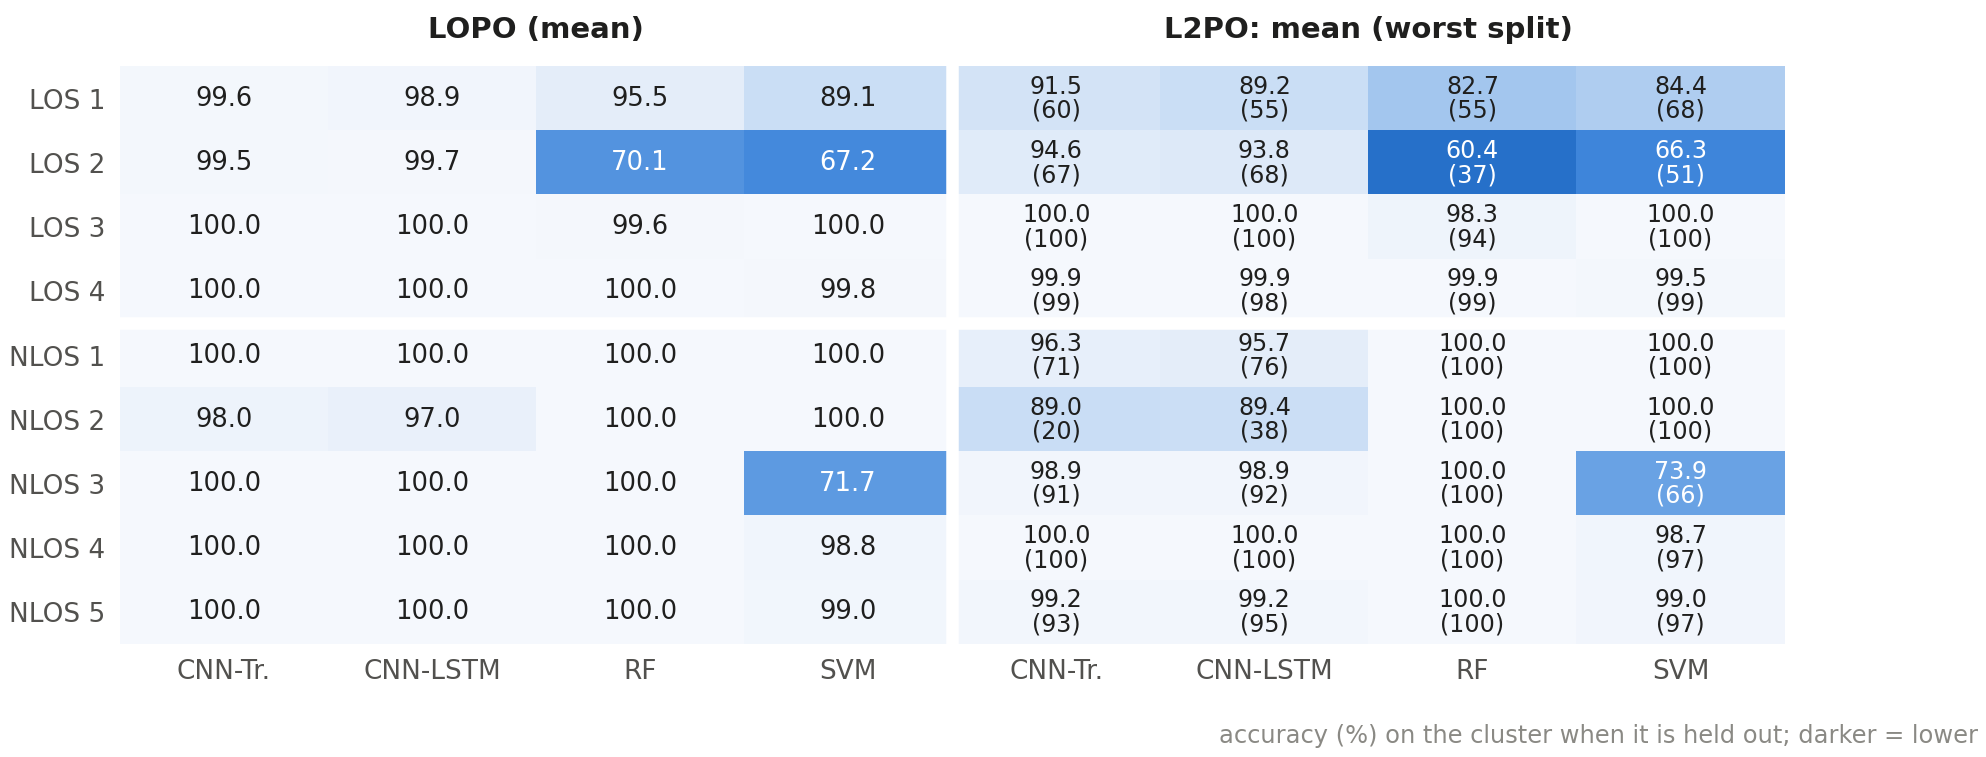 LOPO (mean)
L2PO: mean (worst split)
LOS 1 99.6 98.9 95.5 89.1 91.5 (60) 89.2 (55) 82.7 (55) 84.4 (68)
LOS 2 99.5 99.7 70.1 67.2 94.6 (67) 93.8 (68) 60.4 (37) 66.3 (51)
LOS 3 100.0 100.0 99.6 100.0 100.0 (100) 100.0 (100) 98.3 (94) 100.0 (100)
LOS 4 100.0 100.0 100.0 99.8 99.9 (99) 99.9 (98) 99.9 (99) 99.5 (99)
NLOS 1 100.0 100.0 100.0 100.0 96.3 (71) 95.7 (76) 100.0 (100) 100.0 (100)
NLOS 2 98.0 97.0 100.0 100.0 89.0 (20) 89.4 (38) 100.0 (100) 100.0 (100)
NLOS 3 100.0 100.0 100.0 71.7 98.9 (91) 98.9 (92) 100.0 (100) 73.9 (66)
NLOS 4 100.0 100.0 100.0 98.8 100.0 (100) 100.0 (100) 100.0 (100) 98.7 (97)
NLOS 5 100.0 100.0 100.0 99.0 99.2 (93) 99.2 (95) 100.0 (100) 99.0 (97)
CNN-Tr. CNN-LSTM RF SVM CNN-Tr. CNN-LSTM RF SVM
accuracy (%) on the cluster when it is held out; darker = lower